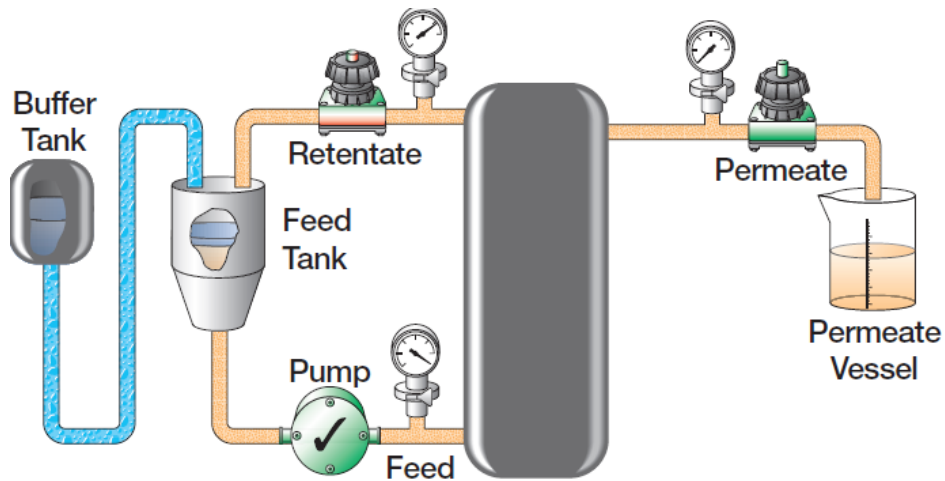 Buffer
Tank
Retentate
Permeate
Feed
Tank
Pump
Feed
Permeate
Vessel